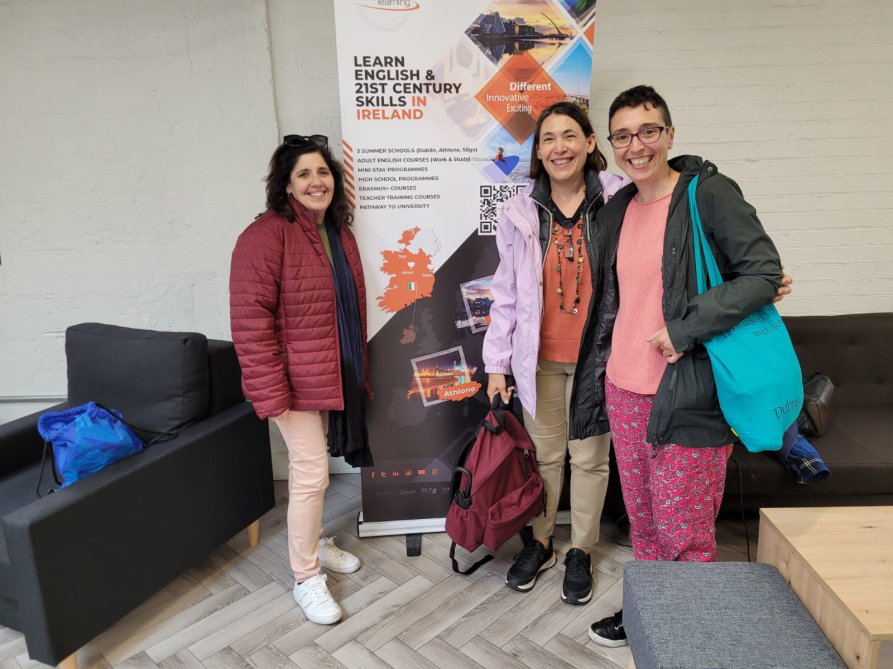 learning
LEARN
ENGLISH &
21ST CENTURY
SKILLS IN
IRELAND
Different
Innovative
Exciting
3 SUMMER SCHOOLS (Dublin, Athlone, Sligo)
ADULT ENGLISH COURSES (Work & Study)
MINI-STAY PROGRAMMES
HIGH SCHOOL PROGRAMMES
ERASMUS+ COURSES
TEACHER TRAINING COURSES
PATHWAY TO UNIVERSITY
Athlone